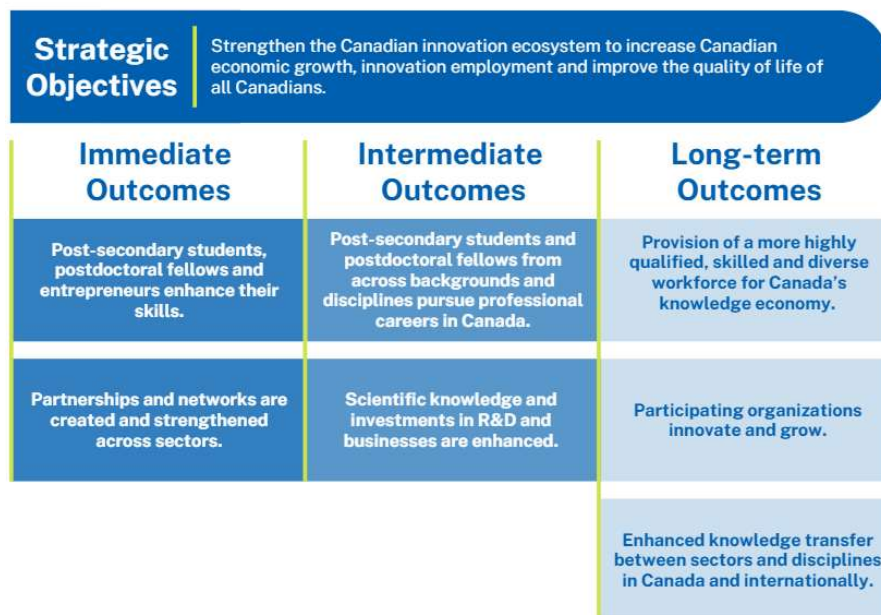 Strategic
Objectives
Strengthen the Canadian innovation ecosystem to increase Canadian
economic growth, innovation employment and improve the quality of life of
all Canadians.
Immediate
Outcomes
Post-secondary students,
postdoctoral fellows and
entrepreneurs enhance their
skills.
Partnerships and networks are
created and strengthened
across sectors.
Intermediate
Outcomes
Post-secondary students and
postdoctoral fellows from
across backgrounds and
disciplines pursue professional
careers in Canada.
Scientific knowledge and
investments in R&D and
businesses are enhanced.
Long-term
Outcomes
Provision of a more highly
qualified, skilled and diverse
workforce for Canada's
knowledge economy.
Participating organizations
innovate and grow.
Enhanced knowledge transfer
between sectors and disciplines
in Canada and internationally.